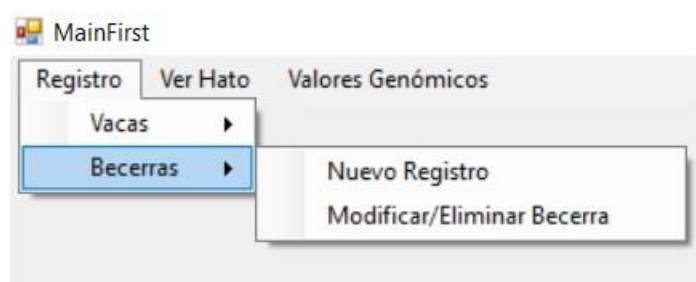 MainFirst
Registro Ver Hato Valores Genómicos
Vacas
Becerras
Nuevo Registro
Modificar/Eliminar Becerra